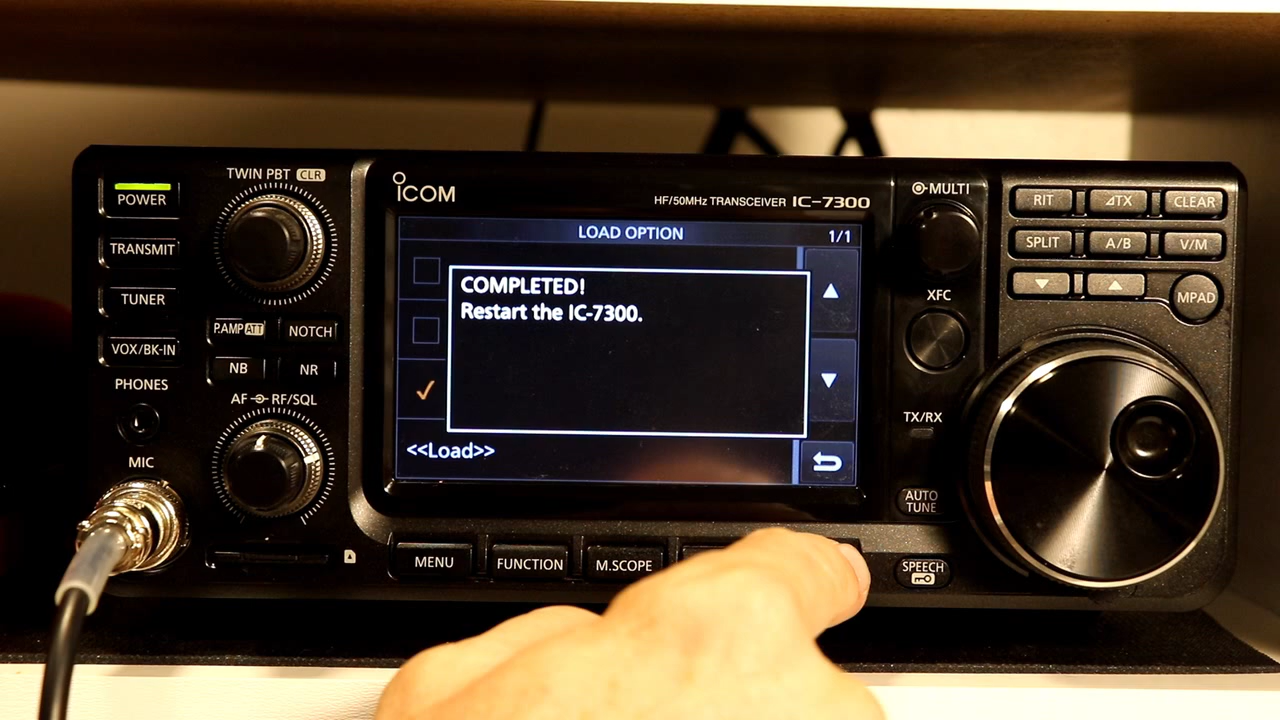 POWER
TRANSMIT
TUNER
VOX/BK-IN
PHONES
MIC
TWIN PBT CLR
P.AMP ATT
NOTCH
NB
NR
AF RF/SQL
ICOM
HF/50MHz TRANSCEIVER IC-7300
LOAD OPTION
1/1
COMPLETED!
Restart the IC-7300.
<<Load>>
MENU
FUNCTION
M.SCOPE
MULTI
XFC
TX/RX
AUTO
TUNE
SPEECH
RIT
⊿TX
CLEAR
SPLIT
A/B
V/M
MPAD